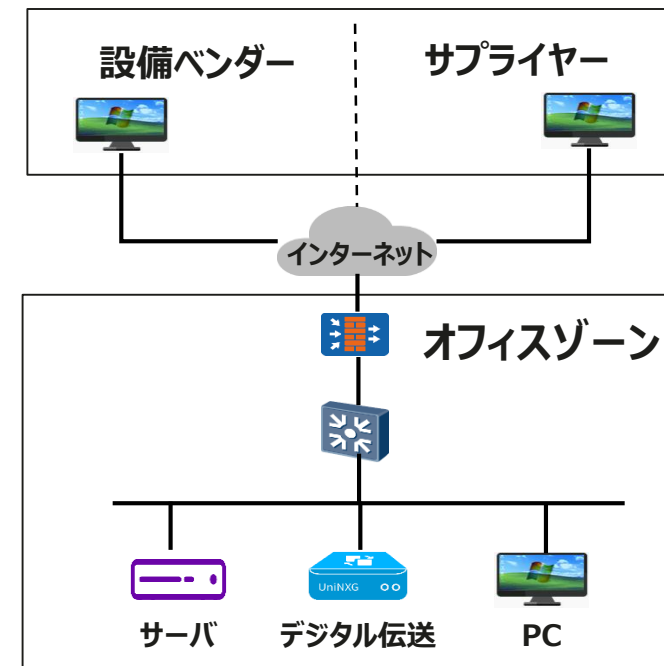 設備ベンダー
サプライヤー
インターネット
オフィスゾーン
UniNXG
サーバ
デジタル伝送
PC